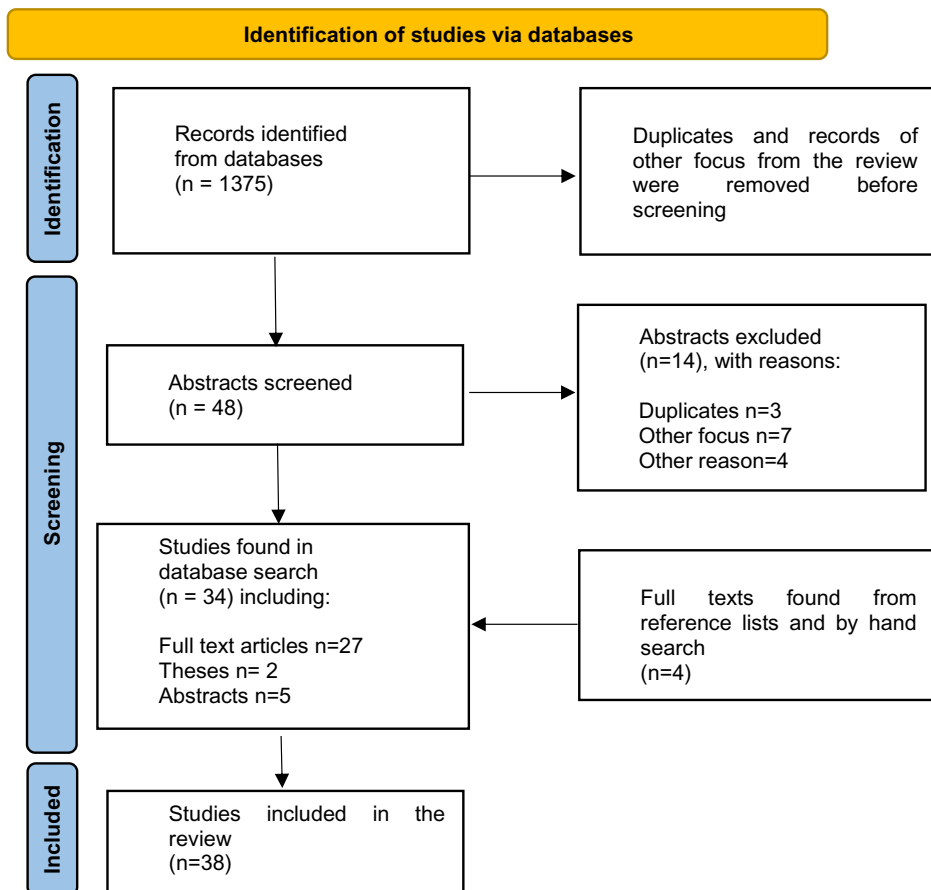 Identification of studies via databases
Identification
Records identified
from databases
(n = 1375)
Duplicates and records of
other focus from the review
were removed before
screening
Screening
Abstracts screened
(n = 48)
Abstracts excluded
(n=14), with reasons:
Duplicates n=3
Other focus n=7
Other reason=4
Studies found in
database search
(n = 34) including:
Full text articles n=27
Theses n= 2
Abstracts n=5
Full texts found from
reference lists and by hand
search
(n=4)
Included
Studies included in the
review
(n=38)